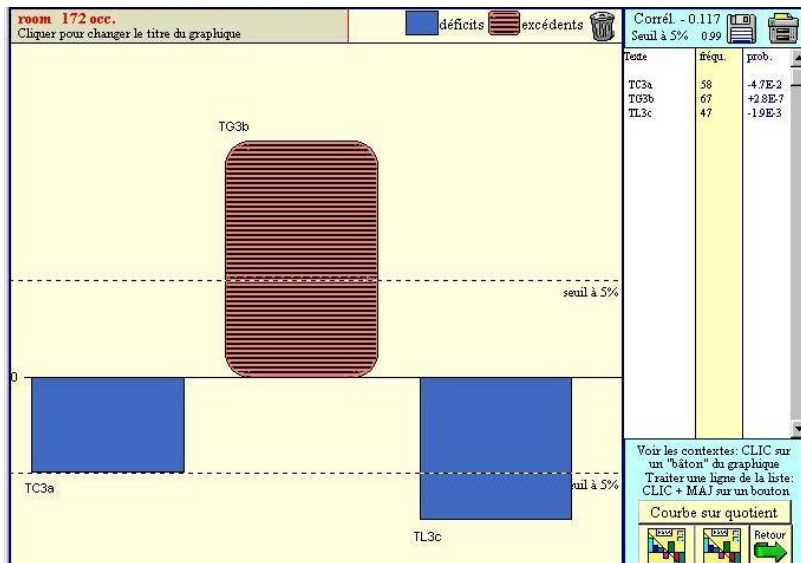 room 172 occ.
Cliquer pour changer le titre du graphique
déficits excédents
Corrél. - 0.117
Seuil à 5% 0.99
Texte fréqu. prob.
TC3a 58 -4.7E-2
TG3b 67 +2.8E-7
TL3c 47 -1.9E-3
TG3b
seuil à 5%
0
TC3a
uil à 5%
TL3c
Voir les contextes: CLIC sur
un "bâton" du graphique
Traiter une ligne de la liste:
CLIC + MAJ sur un bouton
Courbe sur quotient
Retour